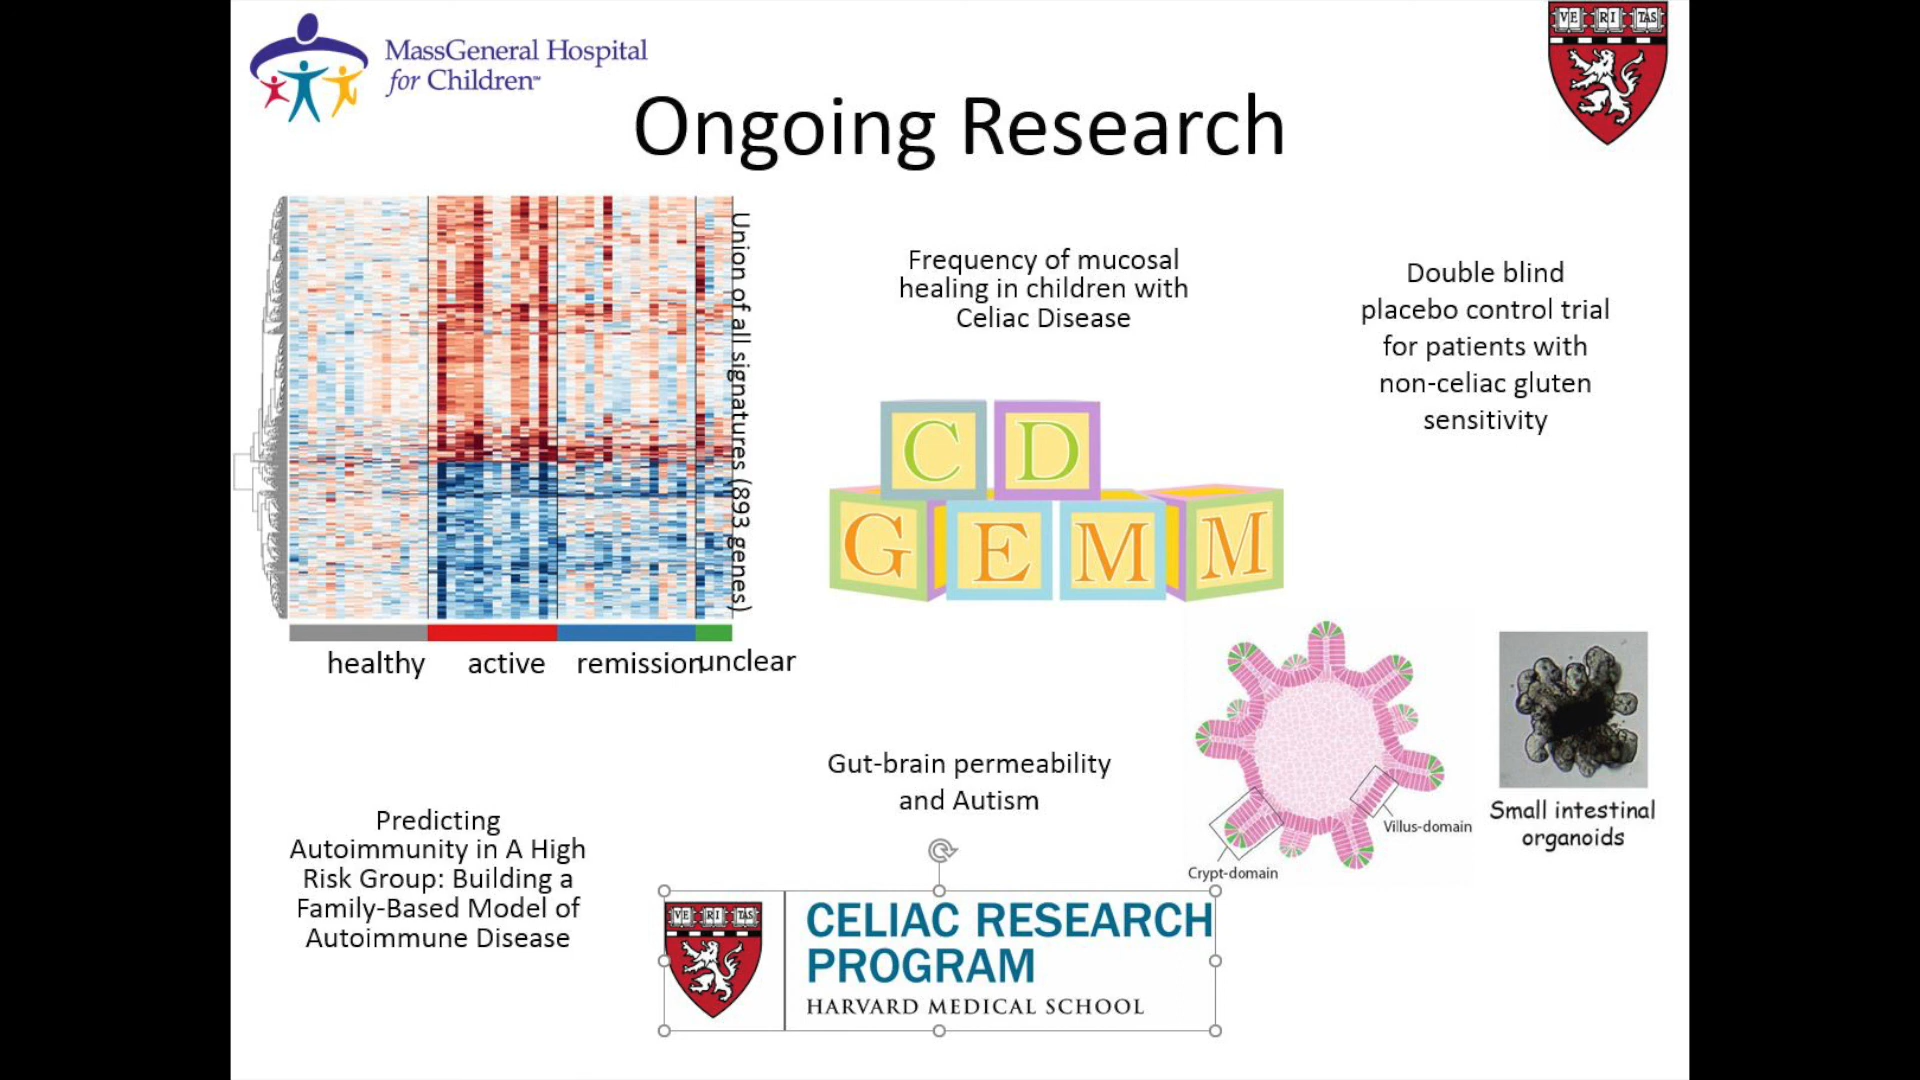 MassGeneral Hospital
for Children™
VE RI TAS
Ongoing Research
Union of all signatures (893 genes)
healthy active remission unclear
Frequency of mucosal
healing in children with
Celiac Disease
Double blind
placebo control trial
for patients with
non-celiac gluten
sensitivity
C D
G E M M
Villus-domain
Crypt-domain
Small intestinal
organoids
Gut-brain permeability
and Autism
Predicting
Autoimmunity in A High
Risk Group: Building a
Family-Based Model of
Autoimmune Disease
VE RI TAS
CELIAC RESEARCH
PROGRAM
HARVARD MEDICAL SCHOOL